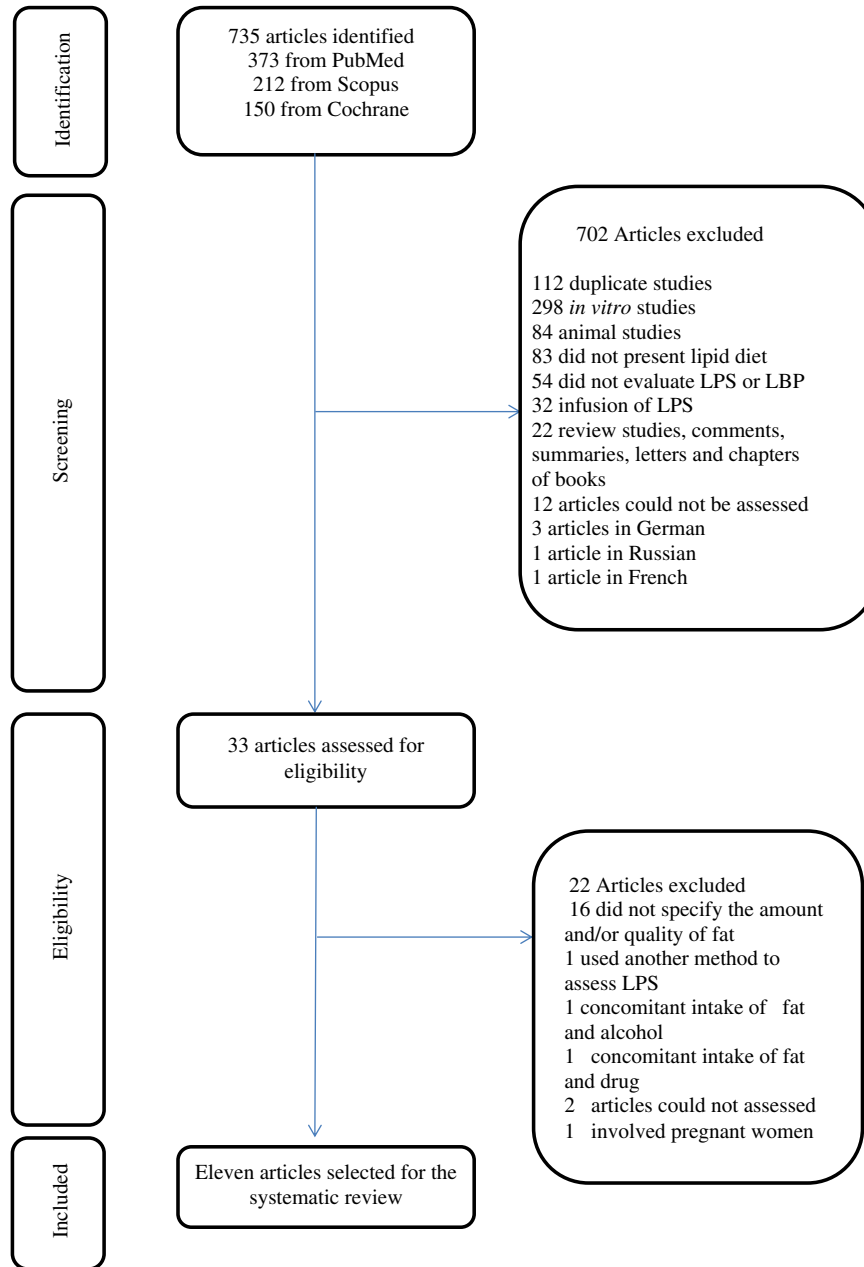 Identification
735 articles identified
373 from PubMed
212 from Scopus
150 from Cochrane
Screening
702 Articles excluded
112 duplicate studies
298 in vitro studies
84 animal studies
83 did not present lipid diet
54 did not evaluate LPS or LBP
32 infusion of LPS
22 review studies, comments,
summaries, letters and chapters
of books
12 articles could not be assessed
3 articles in German
1 article in Russian
1 article in French
Eligibility
33 articles assessed for
eligibility
22 Articles excluded
16 did not specify the amount
and/or quality of fat
1 used another method to
assess LPS
1 concomitant intake of fat
and alcohol
1 concomitant intake of fat
and drug
2 articles could not assessed
1 involved pregnant women
Included
Eleven articles selected for the
systematic review